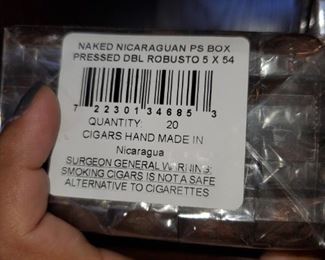 NAKED NICARAGUAN PS BOX
PRESSED DBL ROBUSTO 5 X 54
7 22301 34685 3
QUANTITY: 20
CIGARS HAND MADE IN
Nicaragua
SURGEON GENERAL WARNING:
SMOKING CIGARS IS NOT A SAFE
ALTERNATIVE TO CIGARETTES